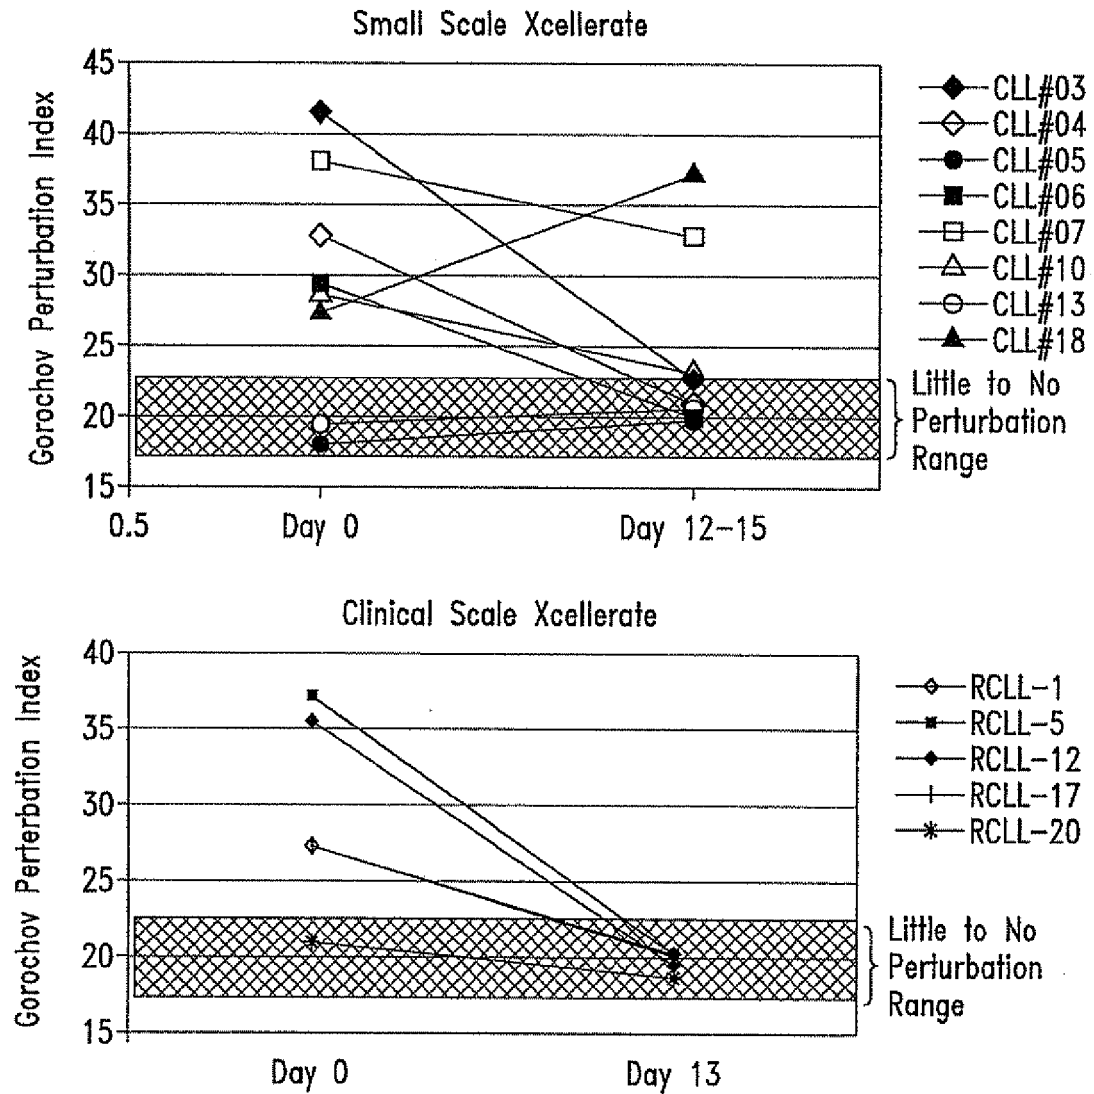 Small Scale Xcellerate
Gorochov Perturbation Index
45
40
35
30
25
20
15
0.5
Day 0
Day 12-15
CLL#03
CLL#04
CLL#05
CLL#06
CLL#07
CLL#10
CLL#13
CLL#18
Little to No
Perturbation
Range
Clinical Scale Xcellerate
Gorochov Perterbation Index
40
35
30
25
20
15
Day 0
Day 13
RCLL-1
RCLL-5
RCLL-12
RCLL-17
RCLL-20
Little to No
Perturbation
Range